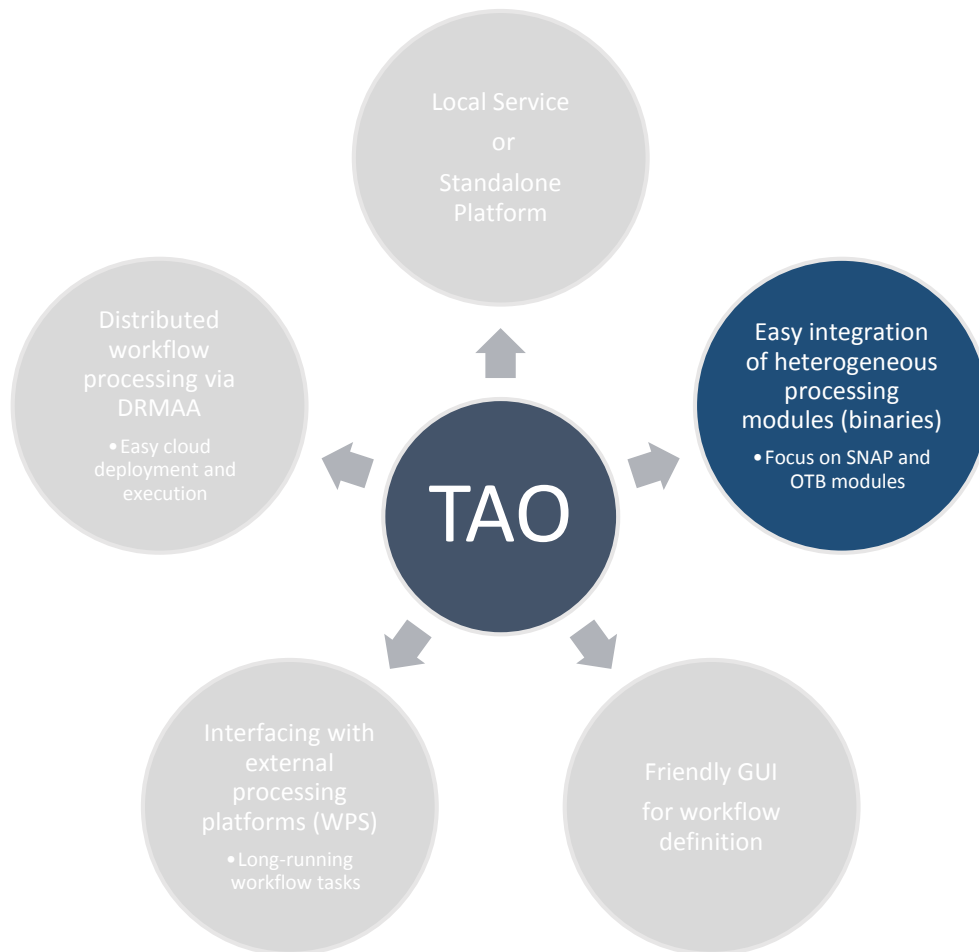 Local Service
or
Standalone
Platform
Distributed
workflow
processing via
DRMAA
• Easy cloud
deployment and
execution
Easy integration
of heterogeneous
processing
modules (binaries)
• Focus on SNAP and
OTB modules
TAO
Interfacing with
external
processing
platforms (WPS)
• Long-running
workflow tasks
Friendly GUI
for workflow
definition